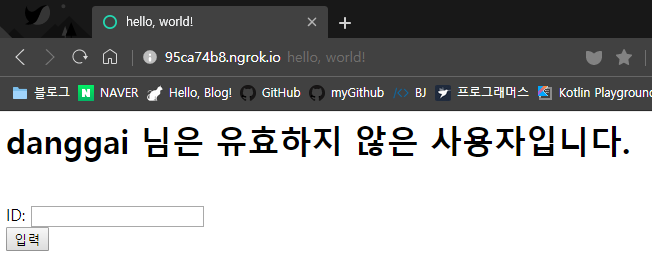 hello, world!
95ca74b8.ngrok.io hello, world!
블로그 NAVER Hello, Blog! GitHub myGithub BJ 프로그래머스 Kotlin Playground
danggai 님은 유효하지 않은 사용자입니다.
ID:
입력